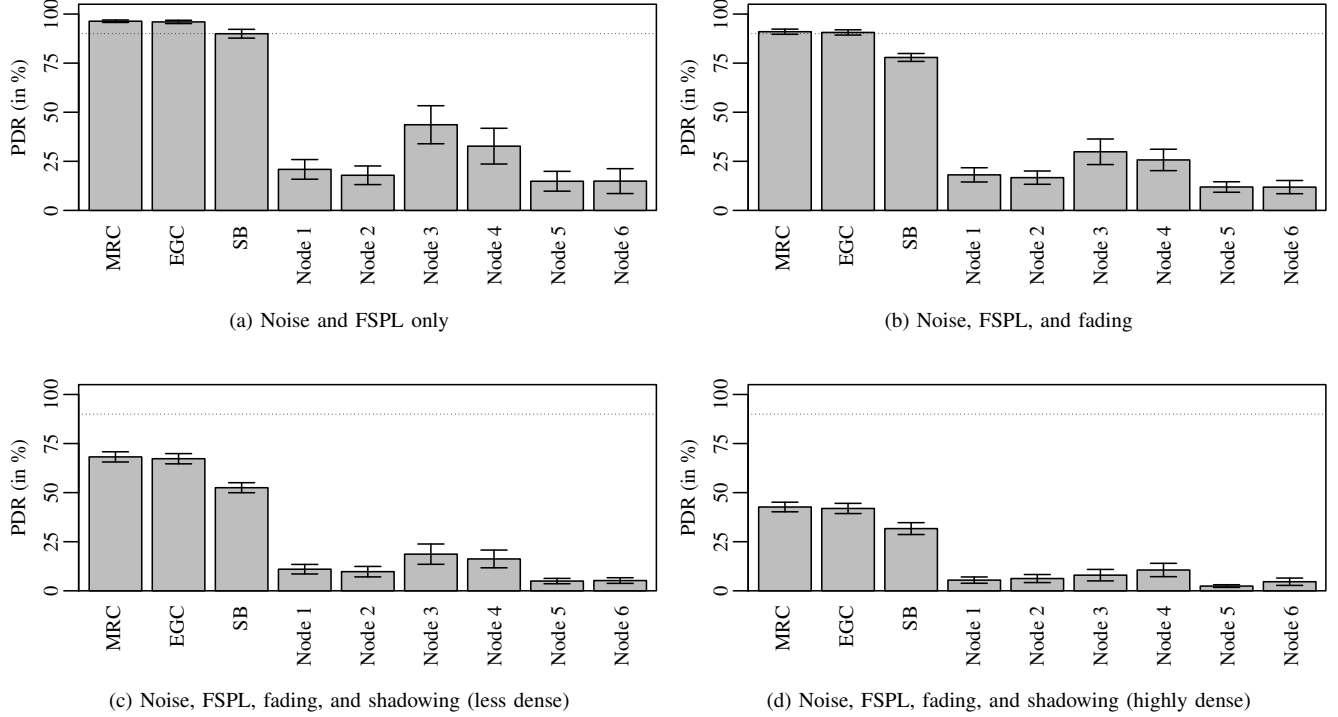 PDR (in %)
0 25 50 75 100
MRC EGC SB Node 1 Node 2 Node 3 Node 4 Node 5 Node 6
(a) Noise and FSPL only
PDR (in %)
0 25 50 75 100
MRC EGC SB Node 1 Node 2 Node 3 Node 4 Node 5 Node 6
(b) Noise, FSPL, and fading
PDR (in %)
0 25 50 75 100
MRC EGC SB Node 1 Node 2 Node 3 Node 4 Node 5 Node 6
(c) Noise, FSPL, fading, and shadowing (less dense)
PDR (in %)
0 25 50 75 100
MRC EGC SB Node 1 Node 2 Node 3 Node 4 Node 5 Node 6
(d) Noise, FSPL, fading, and shadowing (highly dense)